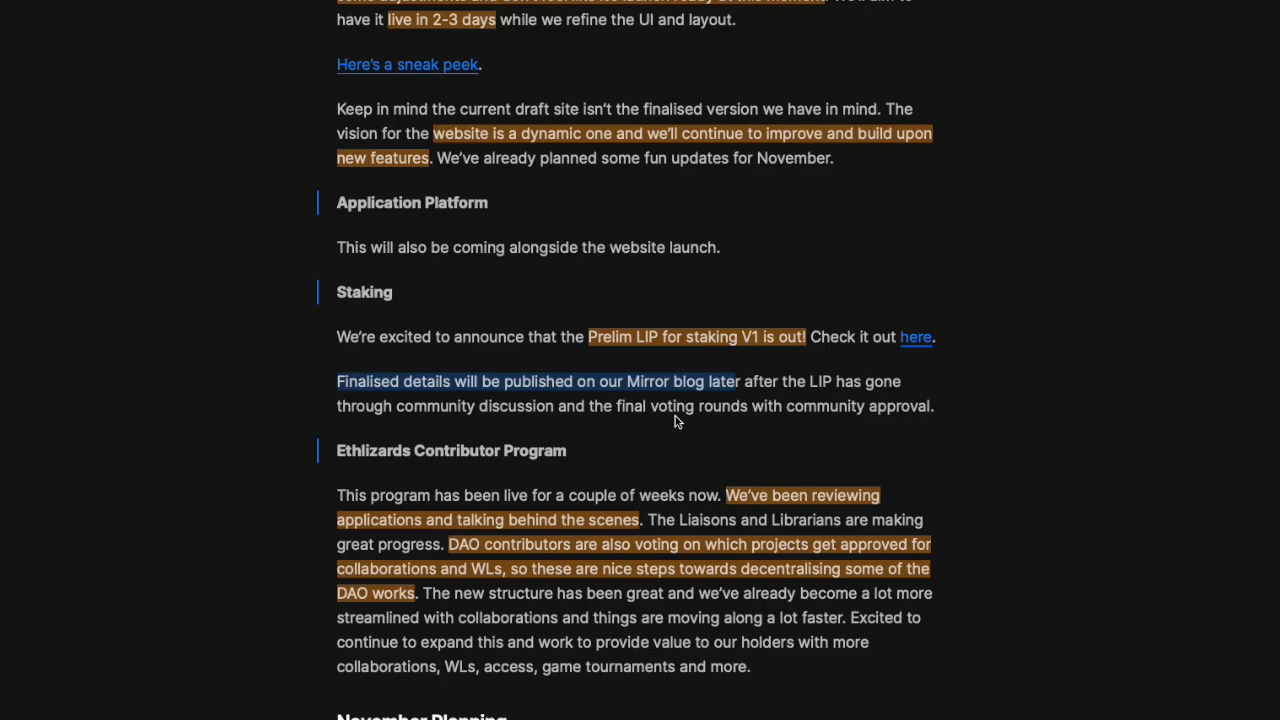 have it live in 2-3 days while we refine the UI and layout.
Here's a sneak peek.
Keep in mind the current draft site isn't the finalised version we have in mind. The
vision for the website is a dynamic one and we'll continue to improve and build upon
new features. We've already planned some fun updates for November.
Application Platform
This will also be coming alongside the website launch.
Staking
We're excited to announce that the Prelim LIP for staking V1 is out! Check it out here.
Finalised details will be published on our Mirror blog later after the LIP has gone
through community discussion and the final voting rounds with community approval.
Ethlizards Contributor Program
This program has been live for a couple of weeks now. We've been reviewing
applications and talking behind the scenes. The Liaisons and Librarians are making
great progress. DAO contributors are also voting on which projects get approved for
collaborations and WLs, so these are nice steps towards decentralising some of the
DAO works. The new structure has been great and we've already become a lot more
streamlined with collaborations and things are moving along a lot faster. Excited to
continue to expand this and work to provide value to our holders with more
collaborations, WLs, access, game tournaments and more.
November Planning